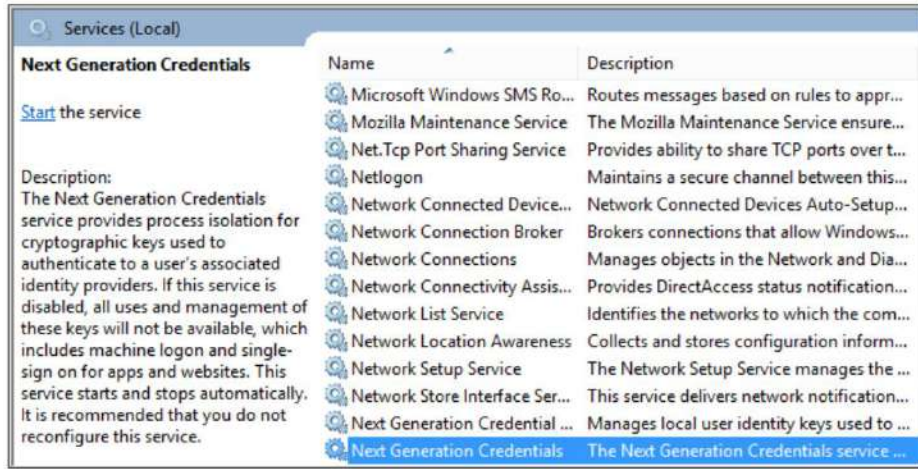 Services (Local)
Next Generation Credentials
Start the service
Description:
The Next Generation Credentials
service provides process isolation for
cryptographic keys used to
authenticate to a user's associated
identity providers. If this service is
disabled, all uses and management of
these keys will not be available, which
includes machine logon and single-
sign on for apps and websites. This
service starts and stops automatically.
It is recommended that you do not
reconfigure this service.
Name Description
Microsoft Windows SMS Ro... Routes messages based on rules to appr...
Mozilla Maintenance Service The Mozilla Maintenance Service ensure...
Net.Tcp Port Sharing Service Provides ability to share TCP ports over t...
Netlogon Maintains a secure channel between this...
Network Connected Device... Network Connected Devices Auto-Setup...
Network Connection Broker Brokers connections that allow Windows...
Network Connections Manages objects in the Network and Dia...
Network Connectivity Assis... Provides DirectAccess status notification...
Network List Service Identifies the networks to which the com...
Network Location Awareness Collects and stores configuration inform...
Network Setup Service The Network Setup Service manages the ...
Network Store Interface Ser... This service delivers network notification...
Next Generation Credential ... Manages local user identity keys used to ...
Next Generation Credentials The Next Generation Credentials service ...